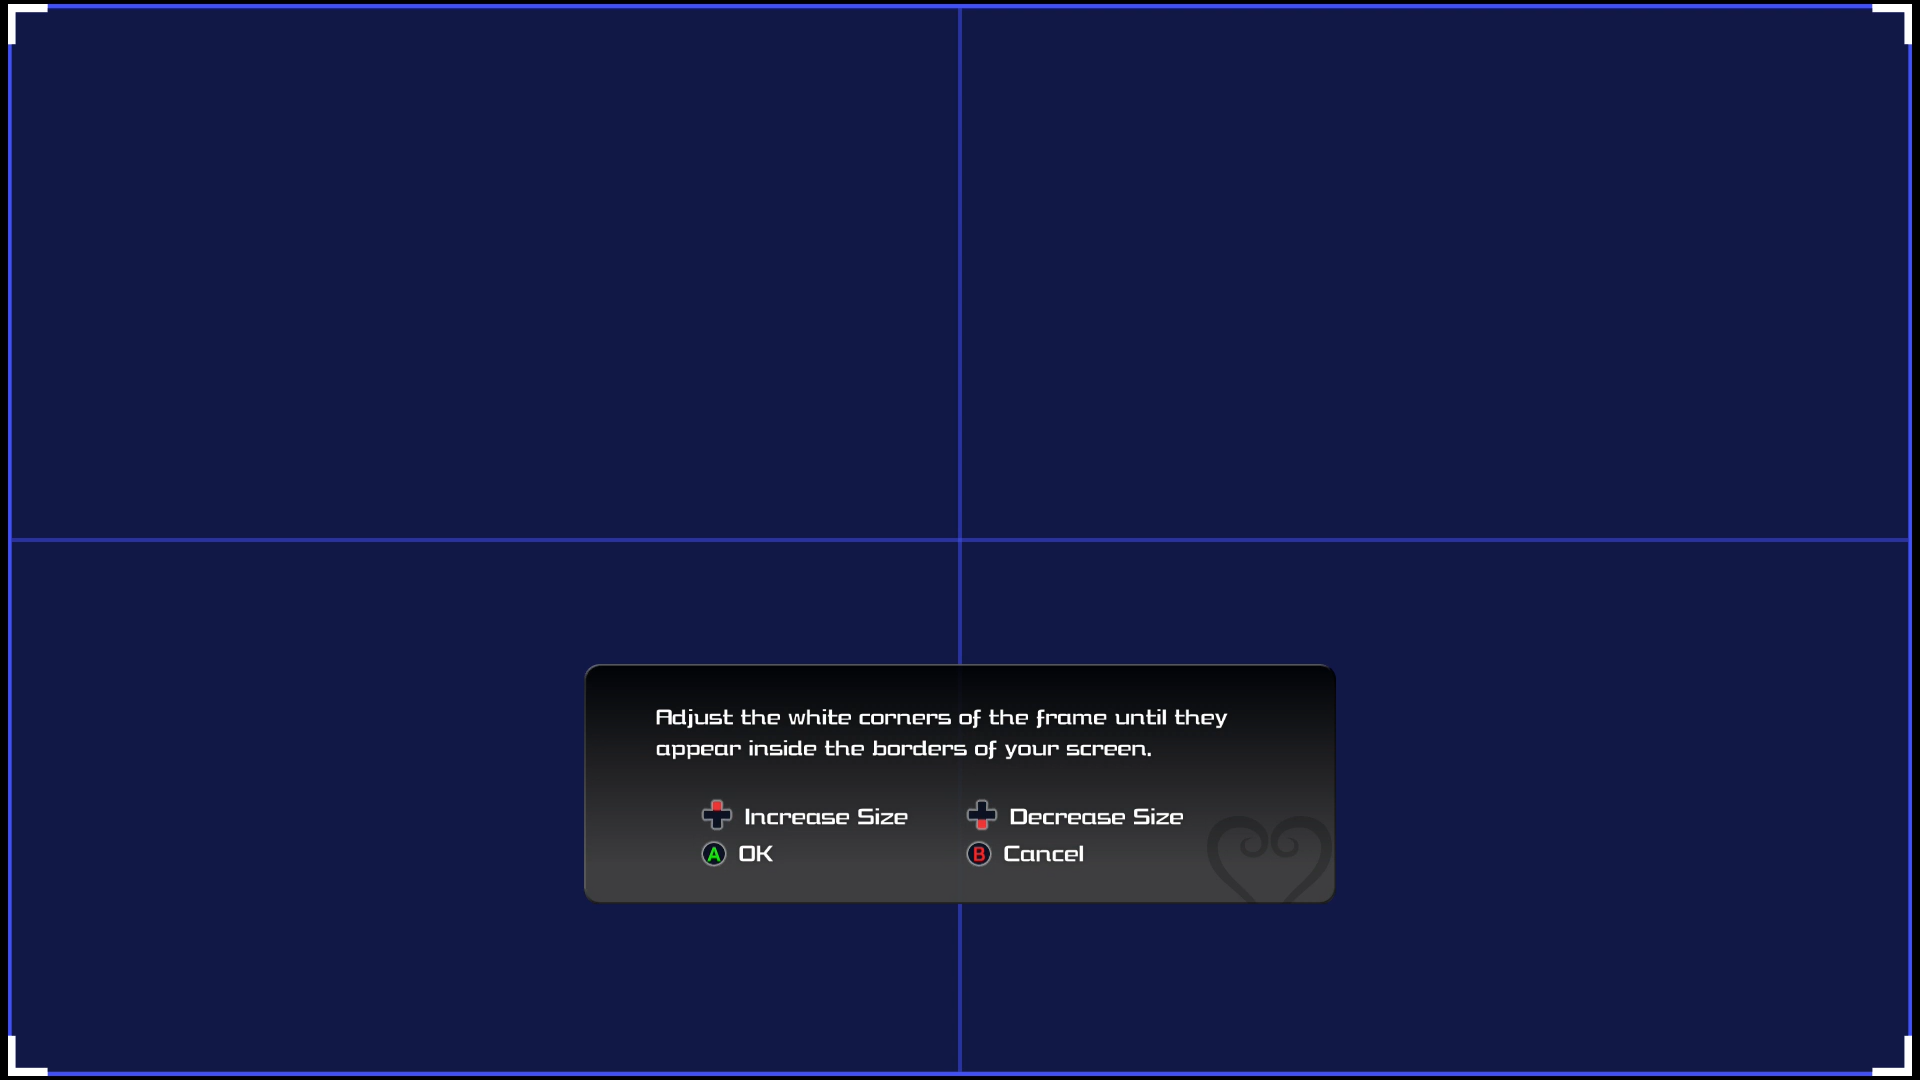 Adjust the white corners of the frame until they
appear inside the borders of your screen.
Increase Size
Decrease Size
A OK
B Cancel